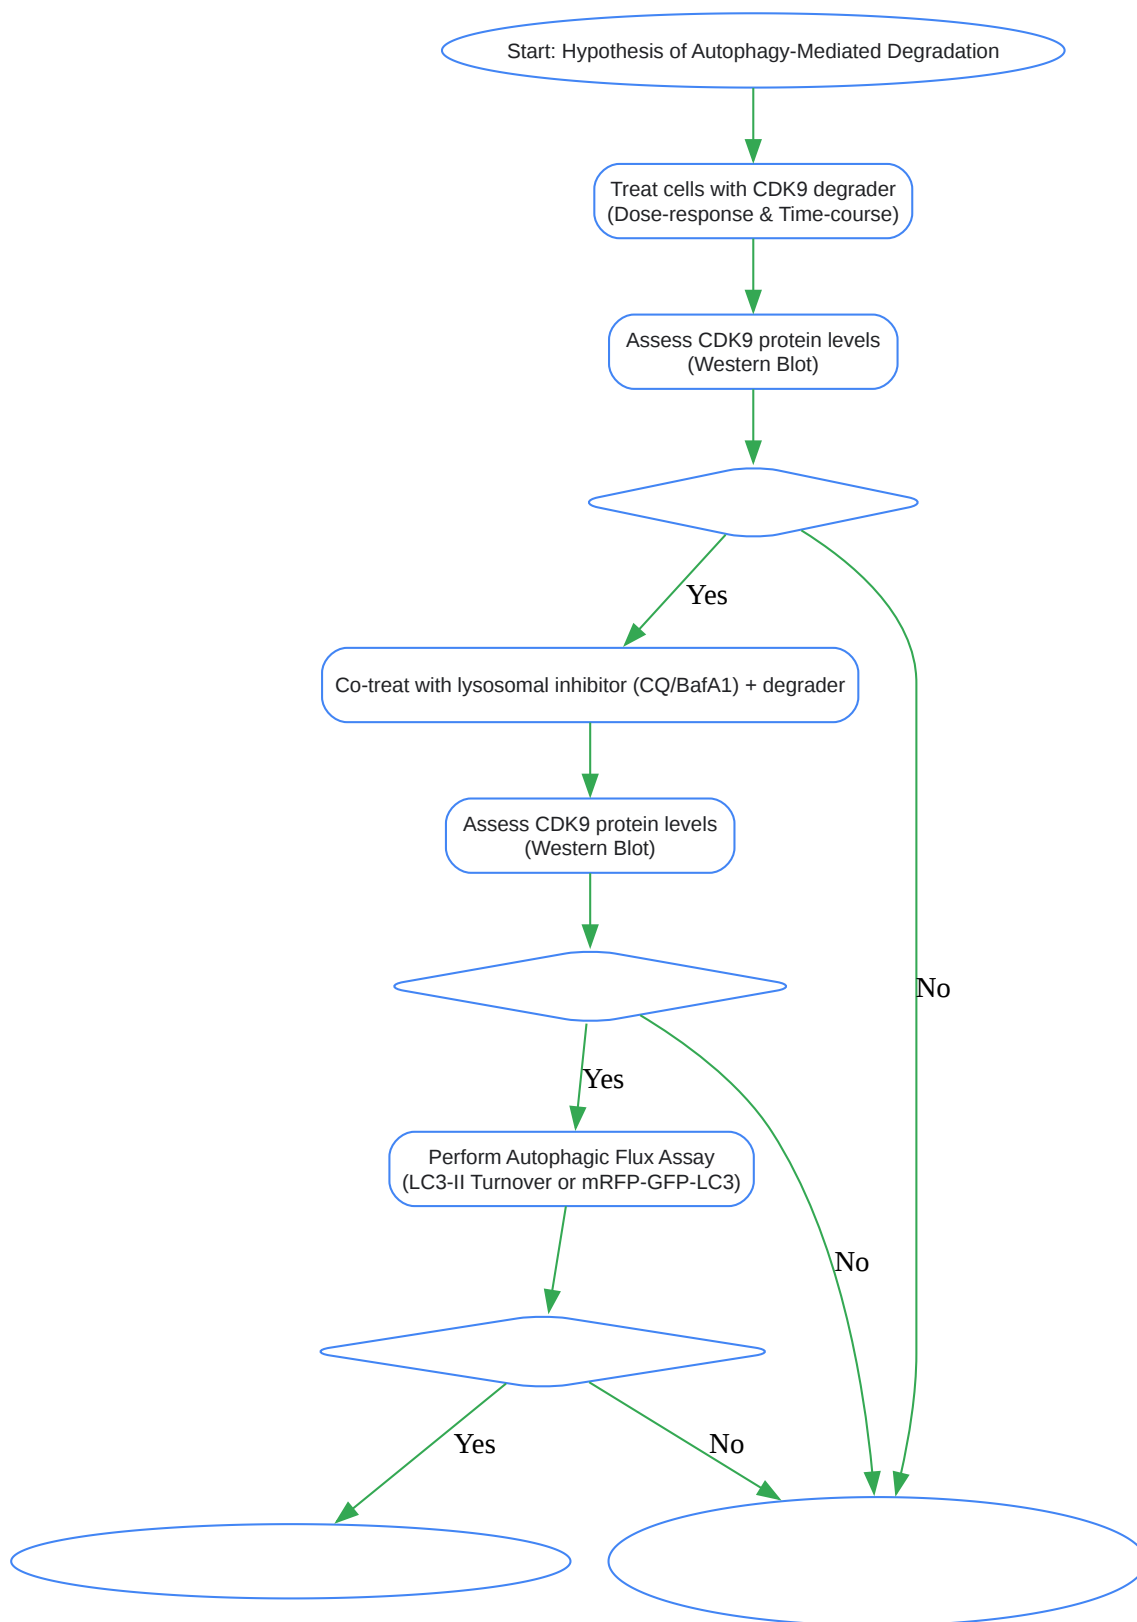 Start: Hypothesis of Autophagy-Mediated Degradation
Treat cells with CDK9 degrader
(Dose-response & Time-course)
Assess CDK9 protein levels
(Western Blot)
Yes
Co-treat with lysosomal inhibitor (CQ/BafA1) + degrader
Assess CDK9 protein levels
(Western Blot)
No
Yes
Perform Autophagic Flux Assay
(LC3-II Turnover or mRFP-GFP-LC3)
No
Yes
No